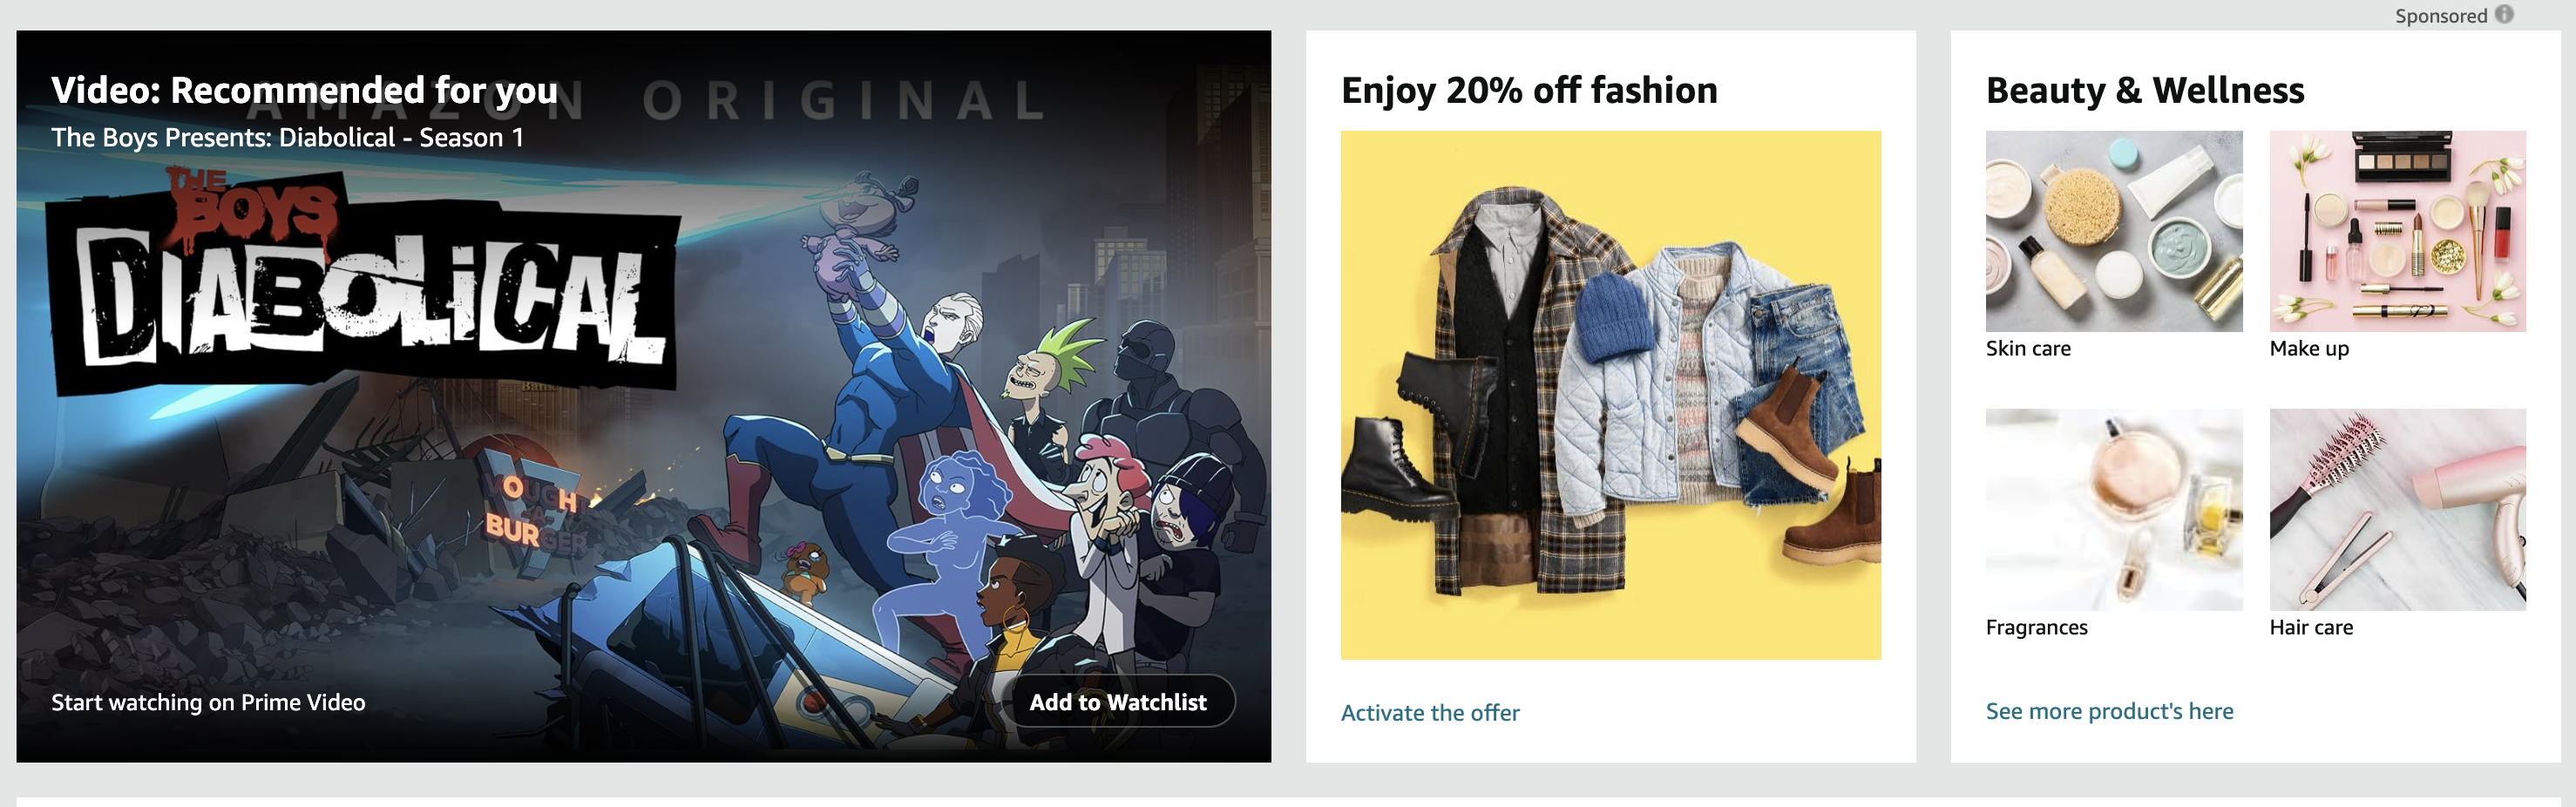 Sponsored
Video: Recommended for you
AMAZON ORIGINAL
The Boys Presents: Diabolical - Season 1
THE
BOYS
DIABOLICAL
VOUGH
BURGER
Start watching on Prime Video
Add to Watchlist
Enjoy 20% off fashion
Activate the offer
Beauty & Wellness
Skin care
Make up
Fragrances
Hair care
See more product's here